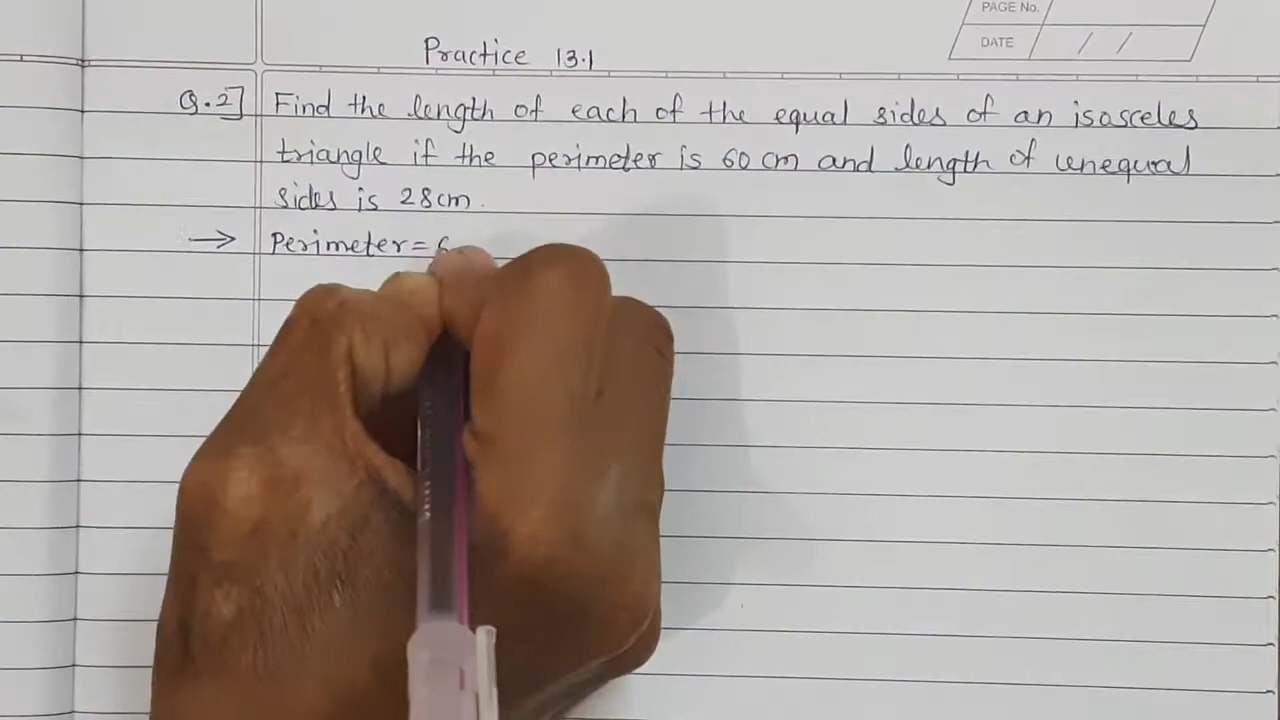 PAGE No.
DATE / /
Practice 13.1
Q.2] Find the length of each of the equal sides of an isosceles
triangle if the perimeter is 60 cm and length of unequal
sides is 28cm.
→ Perimeter = 6